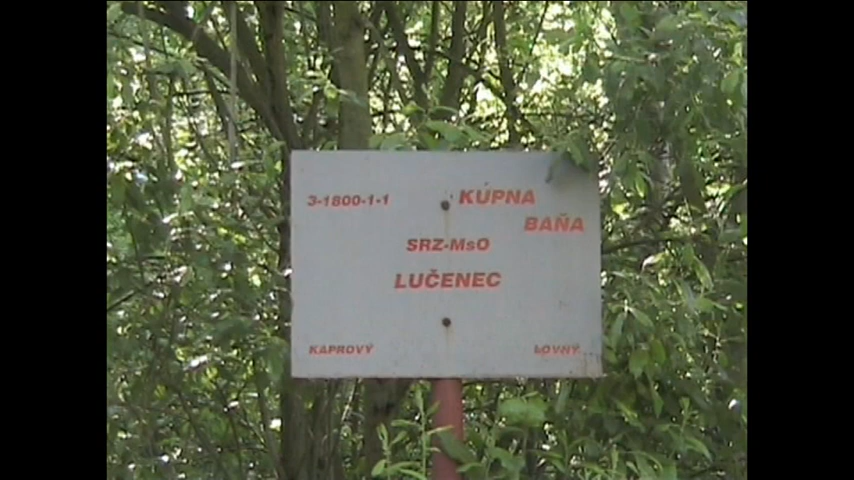 3-1800-1-1 KÚPNA
BAŇA
SRZ-MsO
LUČENEC
KAPROVÝ LOVNÝ